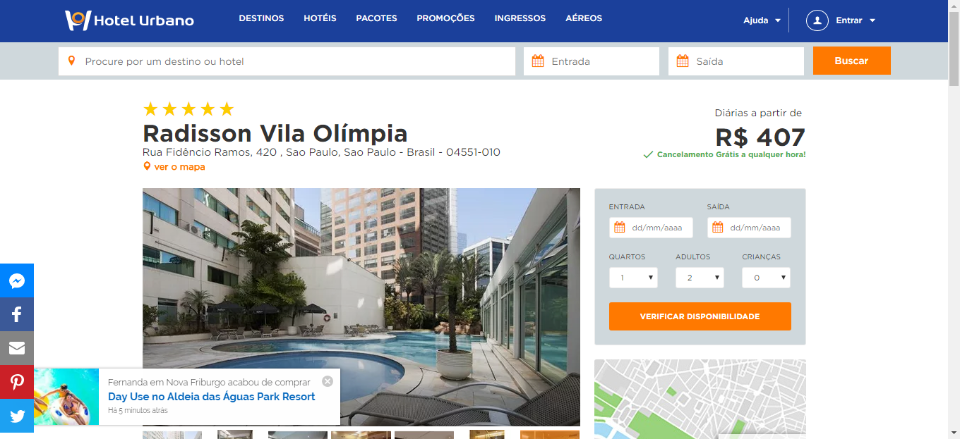 Hotel Urbano
DESTINOS HOTÉIS PACOTES PROMOÇÕES INGRESSOS AÉREOS
Ajuda Entrar
Procure por um destino ou hotel
Entrada
Saída
Buscar
Radisson Vila Olímpia
Rua Fidêncio Ramos, 420 , Sao Paulo, Sao Paulo - Brasil - 04551-010
ver o mapa
Diárias a partir de
R$ 407
Cancelamento Grátis a qualquer hora!
ENTRADA SAÍDA
dd/mm/aaaa dd/mm/aaaa
QUARTOS ADULTOS CRIANÇAS
1 2 0
VERIFICAR DISPONIBILIDADE
Fernanda em Nova Friburgo acabou de comprar
Day Use no Aldeia das Águas Park Resort
Há 5 minutos atrás